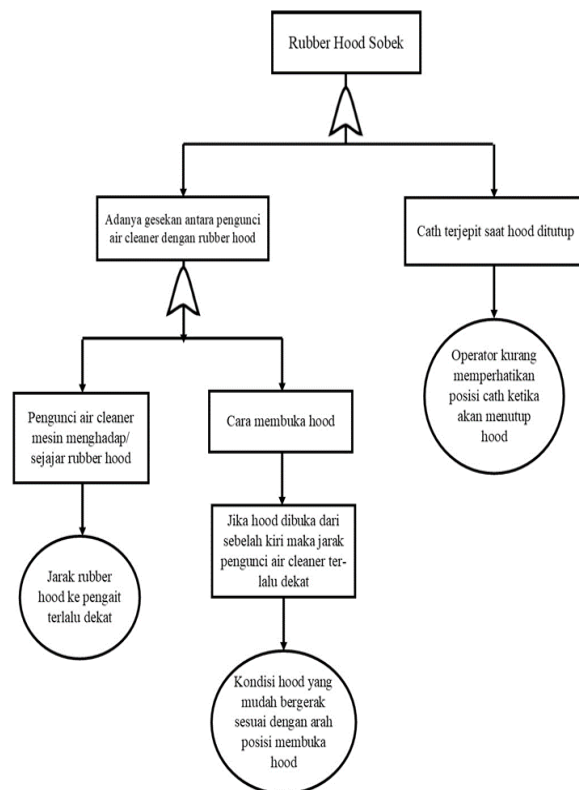 Rubber Hood Sobek
Adanya gesekan antara pengunci
air cleaner dengan rubber hood
Cath terjepit saat hood ditutup
Pengunci air cleaner
mesin menghadap/
sejajar rubber hood
Cara membuka hood
Operator kurang
memperhatikan
posisi cath ketika
akan menutup
hood
Jarak rubber
hood ke pengait
terlalu dekat
Jika hood dibuka dari
sebelah kiri maka jarak
pengunci air cleaner ter-
lalu dekat
Kondisi hood yang
mudah bergerak
sesuai dengan arah
posisi membuka
hood